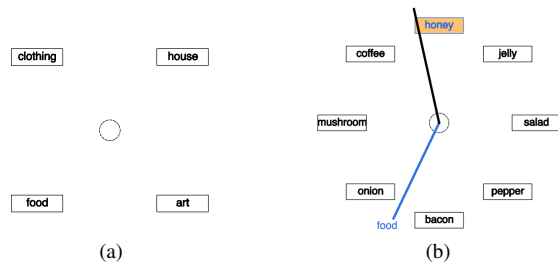 clothing
house
food
art
(a)
honey
coffee
jelly
mushroom
salad
onion
pepper
food
bacon
(b)